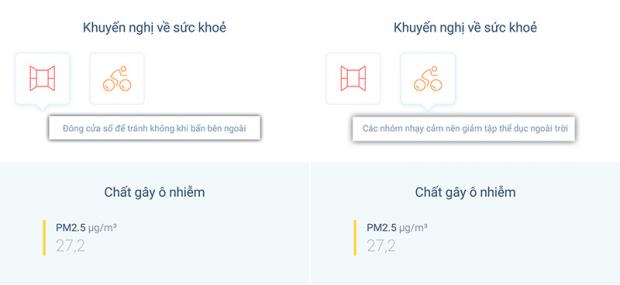 Khuyến nghị về sức khoẻ
Đóng cửa sổ để tránh không khí bẩn bên ngoài
Chất gây ô nhiễm
PM2.5 µg/m³
27,2
Khuyến nghị về sức khoẻ
Các nhóm nhạy cảm nên giảm tập thể dục ngoài trời
Chất gây ô nhiễm
PM2.5 µg/m³
27,2